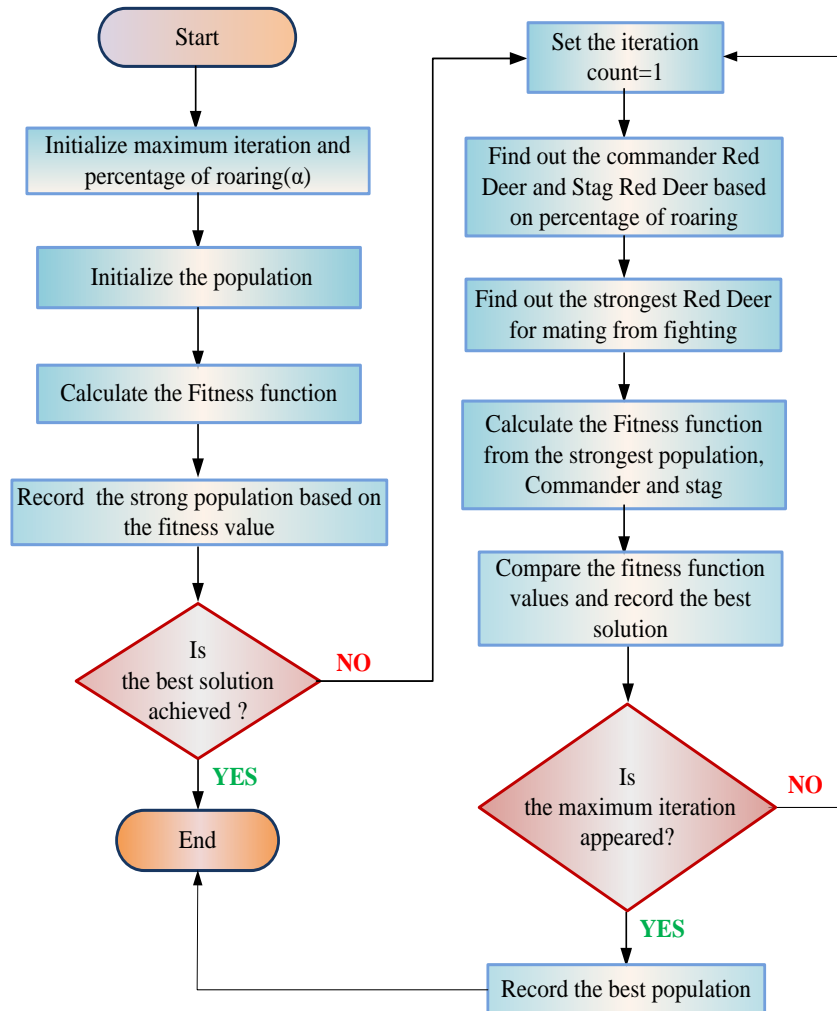 Start
Initialize maximum iteration and
percentage of roaring(α)
Initialize the population
Calculate the Fitness function
Record the strong population based on
the fitness value
Is
the best solution
achieved ?
NO
YES
End
Set the iteration
count=1
Find out the commander Red
Deer and Stag Red Deer based
on percentage of roaring
Find out the strongest Red Deer
for mating from fighting
Calculate the Fitness function
from the strongest population,
Commander and stag
Compare the fitness function
values and record the best
solution
Is
the maximum iteration
appeared?
NO
YES
Record the best population